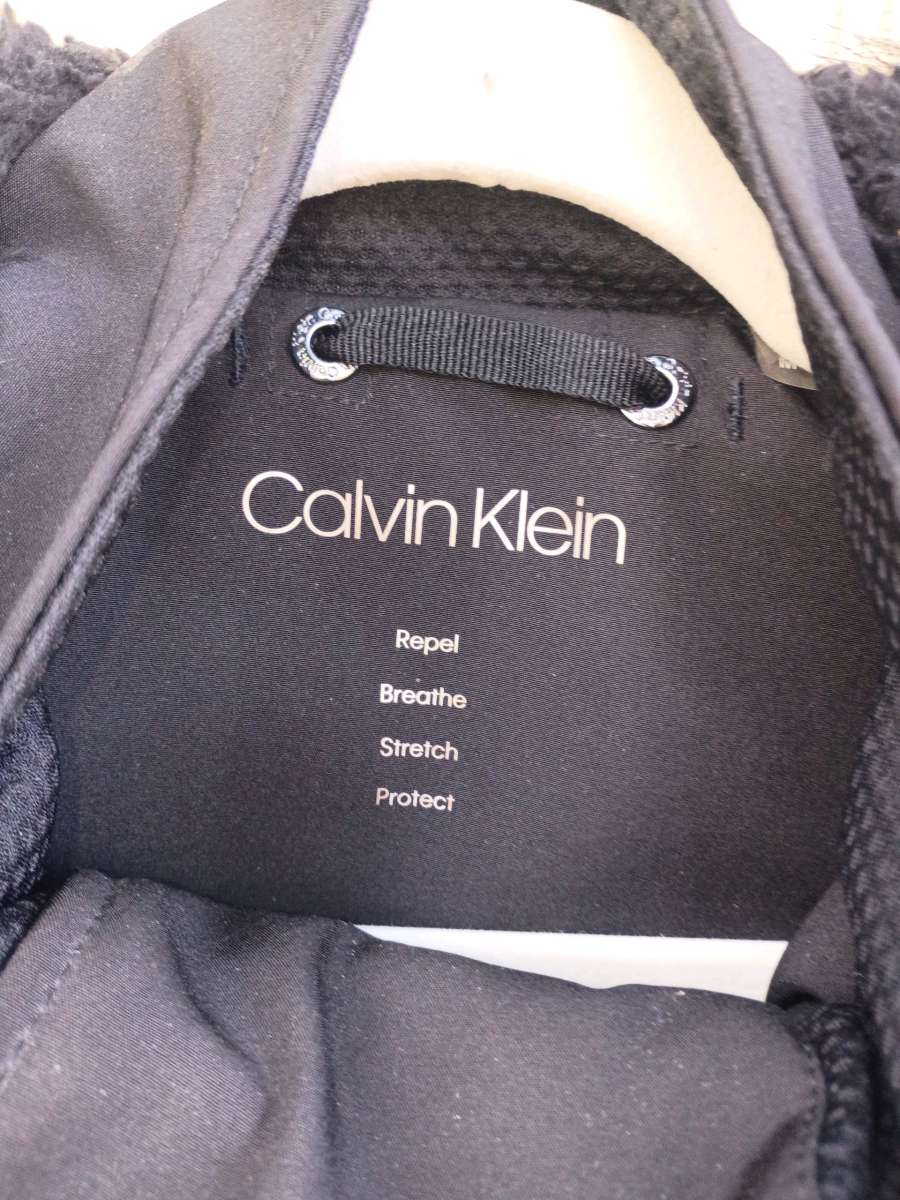 Calvin Klein
Repel
Breathe
Stretch
Protect